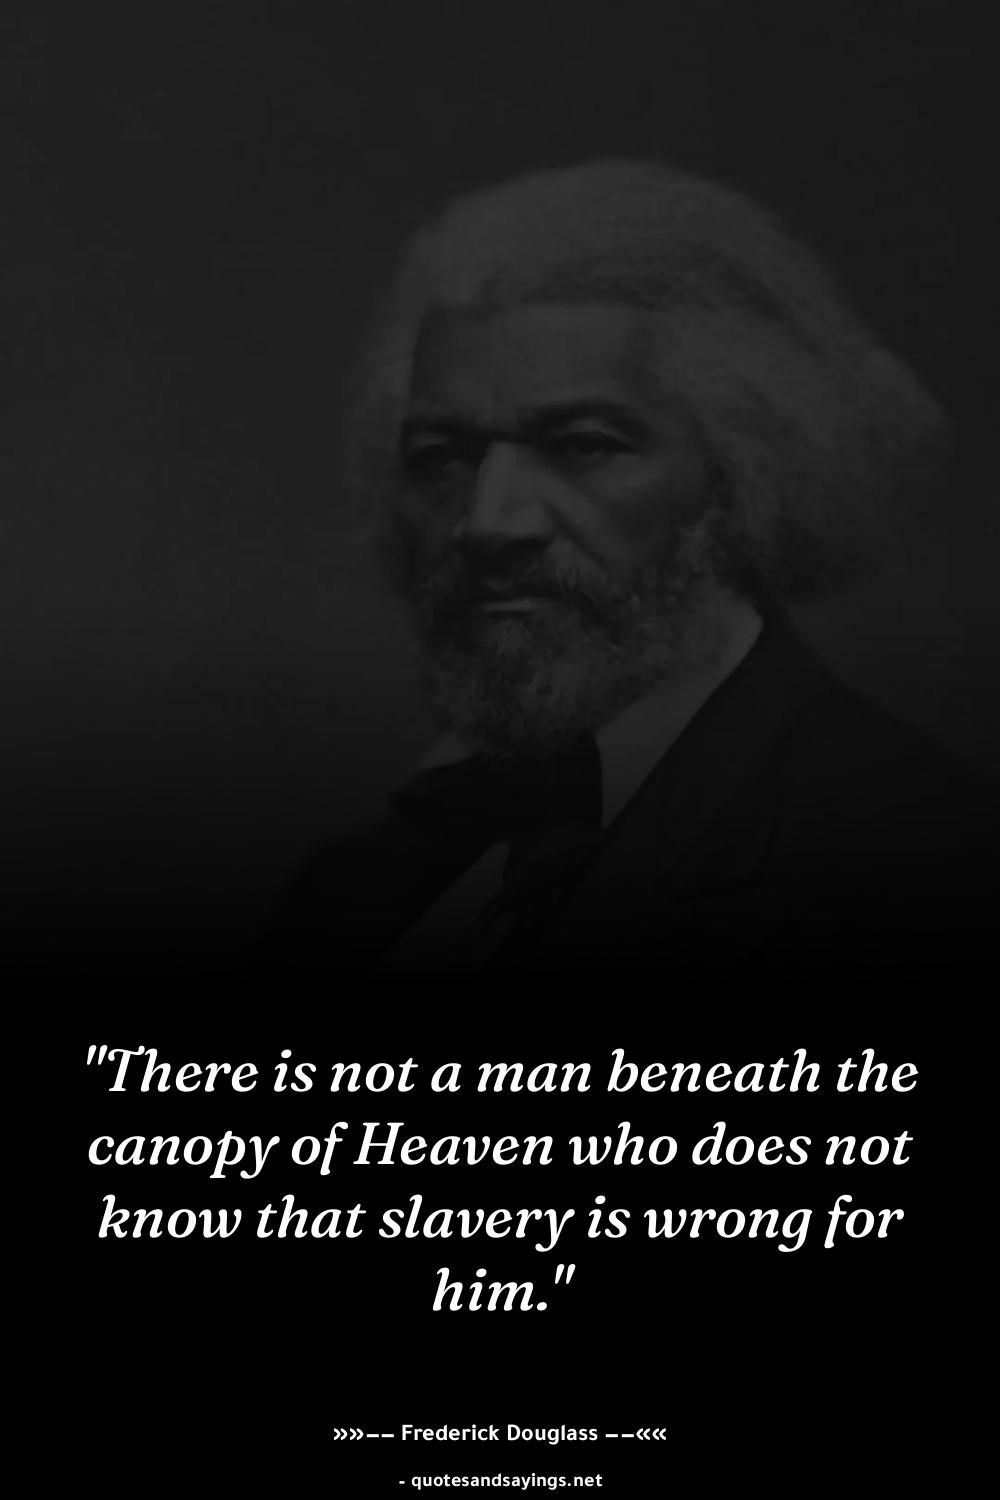 "There is not a man beneath the
canopy of Heaven who does not
know that slavery is wrong for
him."
»»−− Frederick Douglass −−««
- quotesandsayings.net